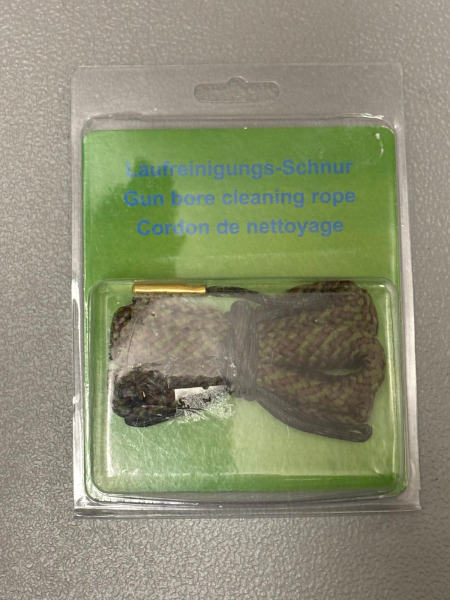 Laufreinigungs-Schnur
Gun bore cleaning rope
Cordon de nettoyage